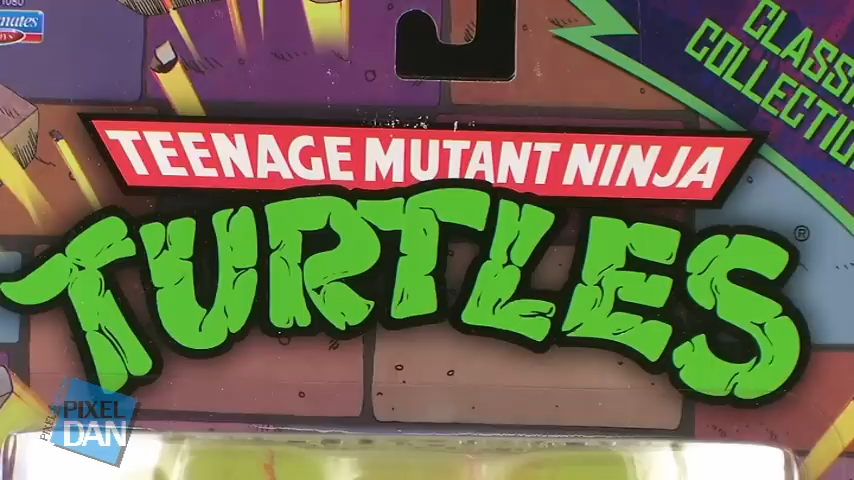 CLASSIC
COLLECTION
TEENAGE MUTANT NINJA
TURTLES
®
PIXEL
DAN